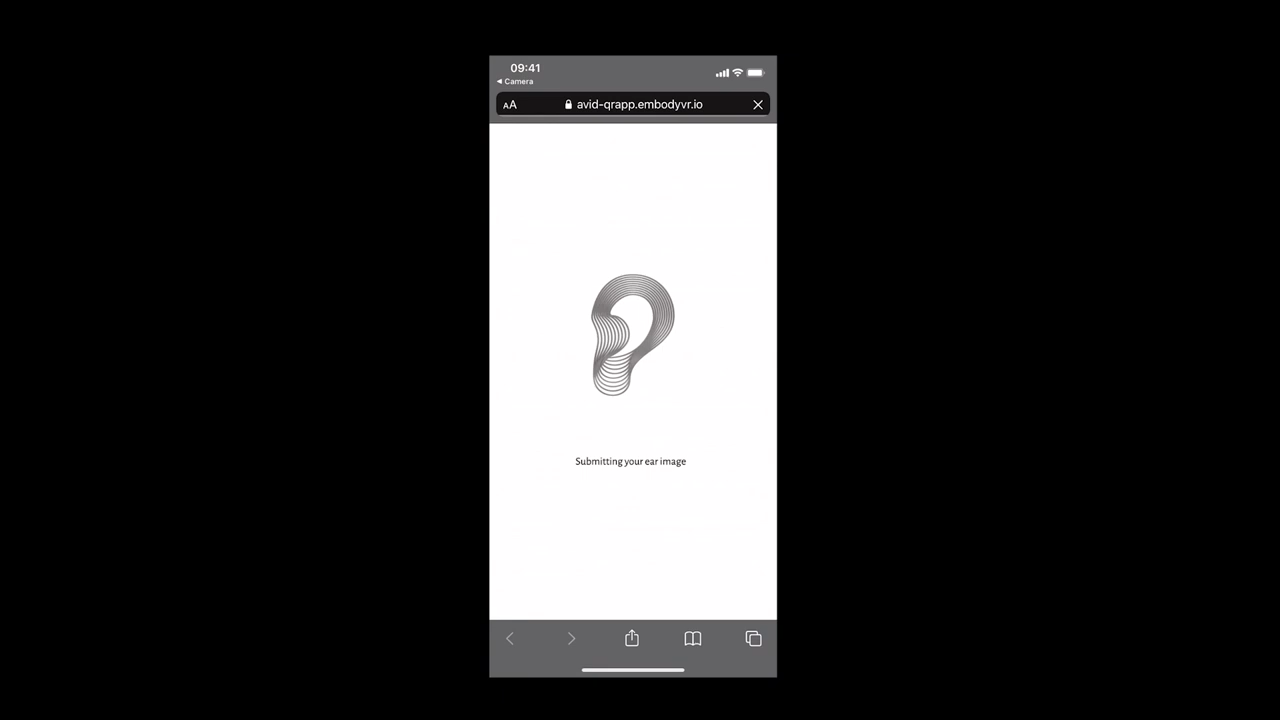 09:41
◀ Camera
AA
avid-qrapp.embodyvr.io
Submitting your ear image